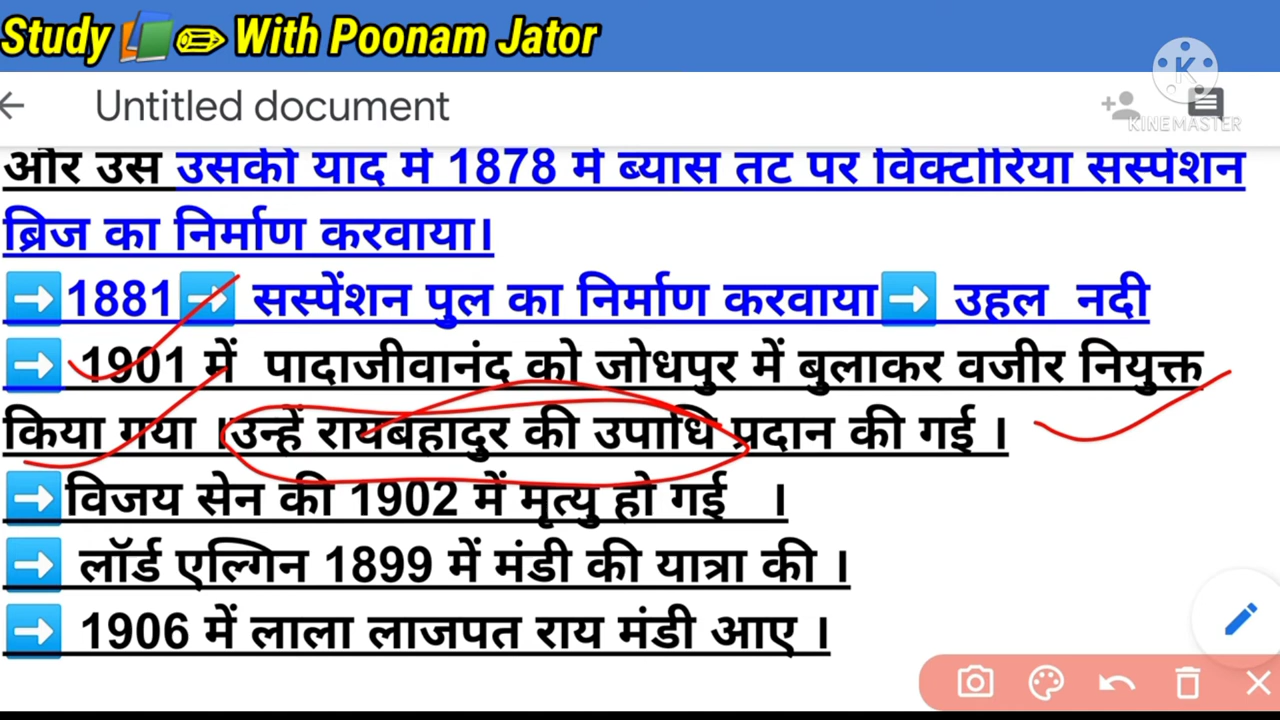 Study With Poonam Jator
Untitled document
KINEMASTER
और उस उसकी याद में 1878 में ब्यास तट पर विक्टोरिया सस्पेंशन
ब्रिज का निर्माण करवाया।
1881 सस्पेंशन पुल का निर्माण करवाया उहल नदी
1901 में पादाजीवानंद को जोधपुर में बुलाकर वजीर नियुक्त
किया गया । उन्हें रायबहादुर की उपाधि प्रदान की गई ।
विजय सेन की 1902 में मृत्यु हो गई ।
लॉर्ड एल्गिन 1899 में मंडी की यात्रा की ।
1906 में लाला लाजपत राय मंडी आए ।